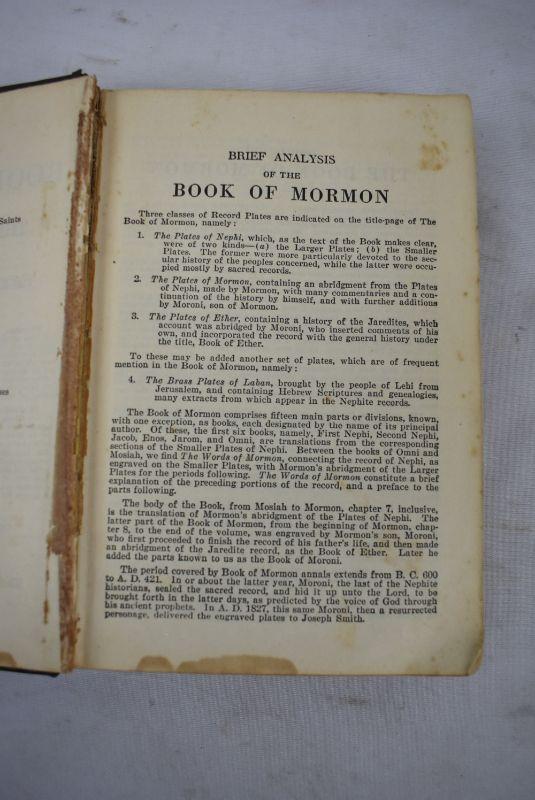 Saints
ses
BRIEF ANALYSIS
OF THE
BOOK OF MORMON
Three classes of Record Plates are indicated on the title-page of The
Book of Mormon, namely:
1. The Plates of Nephi, which, as the text of the Book makes clear,
were of two kinds—(a) the Larger Plates; (b) the Smaller
Plates. The former were more particularly devoted to the sec-
ular history of the peoples concerned, while the latter were occu-
pied mostly by sacred records.
2. The Plates of Mormon, containing an abridgment from the Plates
of Nephi, made by Mormon, with many commentaries and a con-
tinuation of the history by himself, and with further additions
by Moroni, son of Mormon.
3. The Plates of Ether, containing a history of the Jaredites, which
account was abridged by Moroni, who inserted comments of his
own, and incorporated the record with the general history under
the title, Book of Ether.
To these may be added another set of plates, which are of frequent
mention in the Book of Mormon, namely:
4. The Brass Plates of Laban, brought by the people of Lehi from
Jerusalem, and containing Hebrew Scriptures and genealogies,
many extracts from which appear in the Nephite records.
The Book of Mormon comprises fifteen main parts or divisions, known,
with one exception, as books, each designated by the name of its principal
author. Of these, the first six books, namely, First Nephi, Second Nephi,
Jacob, Enos, Jarom, and Omni, are translations from the corresponding
sections of the Smaller Plates of Nephi. Between the books of Omni and
Mosiah, we find The Words of Mormon, connecting the record of Nephi, as
engraved on the Smaller Plates, with Mormon's abridgment of the Larger
Plates for the periods following. The Words of Mormon constitute a brief
explanation of the preceding portions of the record, and a preface to the
parts following.
The body of the Book, from Mosiah to Mormon, chapter 7, inclusive,
is the translation of Mormon's abridgment of the Plates of Nephi. The
latter part of the Book of Mormon, from the beginning of Mormon, chap-
ter 8, to the end of the volume, was engraved by Mormon's son, Moroni,
who first proceeded to finish the record of his father's life, and then made
an abridgment of the Jaredite record, as the Book of Ether. Later he
added the parts known to us as the Book of Moroni.
The period covered by Book of Mormon annals extends from B. C. 600
to A. D. 421. In or about the latter year, Moroni, the last of the Nephite
historians, sealed the sacred record, and hid it up unto the Lord, to be
brought forth in the latter days, as predicted by the voice of God through
his ancient prophets. In A. D. 1827, this same Moroni, then a resurrected
personage, delivered the engraved plates to Joseph Smith.